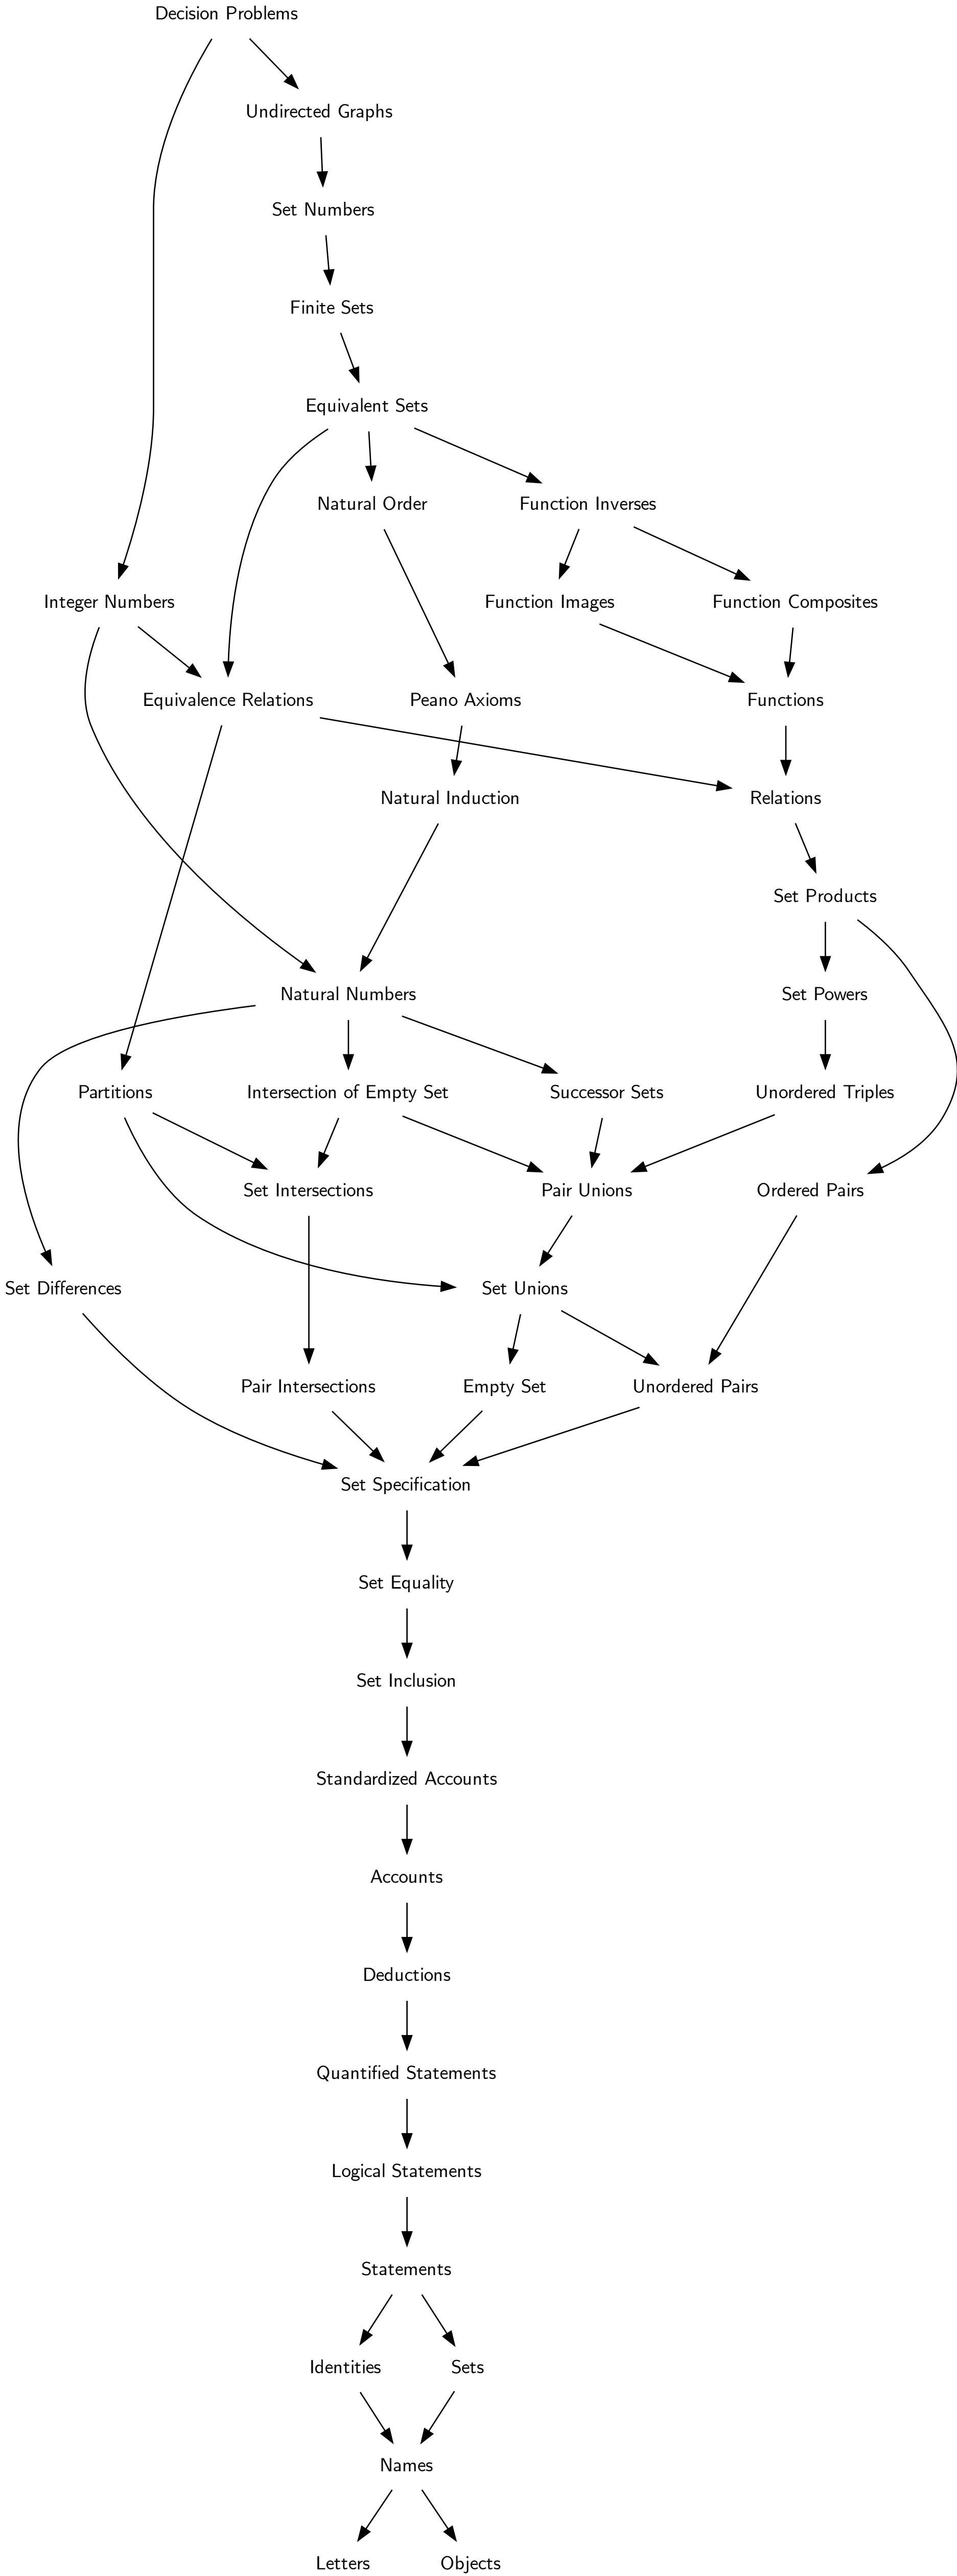 Decision Problems
Undirected Graphs
Set Numbers
Finite Sets
Equivalent Sets
Natural Order
Function Inverses
Integer Numbers
Function Images
Function Composites
Equivalence Relations
Peano Axioms
Functions
Natural Induction
Relations
Set Products
Natural Numbers
Set Powers
Partitions
Intersection of Empty Set
Successor Sets
Unordered Triples
Set Intersections
Pair Unions
Ordered Pairs
Set Differences
Set Unions
Pair Intersections
Empty Set
Unordered Pairs
Set Specification
Set Equality
Set Inclusion
Standardized Accounts
Accounts
Deductions
Quantified Statements
Logical Statements
Statements
Identities
Sets
Names
Letters
Objects